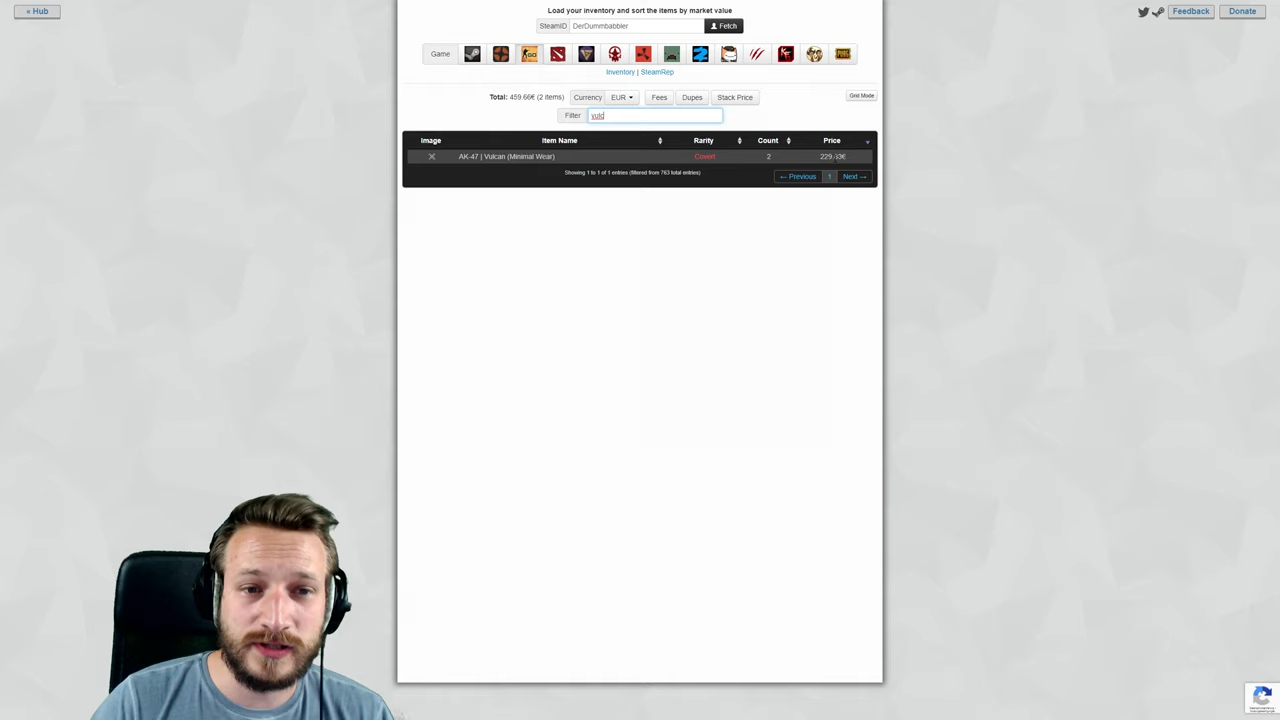 « Hub
Load your inventory and sort the items by market value
Feedback
Donate
SteamID
DerDummbabbler
Fetch
Game
Inventory | SteamRep
Total: 459.66€ (2 items)
Currency
EUR
Fees
Dupes
Stack Price
Grid Mode
Filter
vulc
Image
Item Name
Rarity
Count
Price
AK-47 | Vulcan (Minimal Wear)
Covert
2
Showing 1 to 1 of 1 entries (filtered from 763 total entries)
← Previous
1
Next →